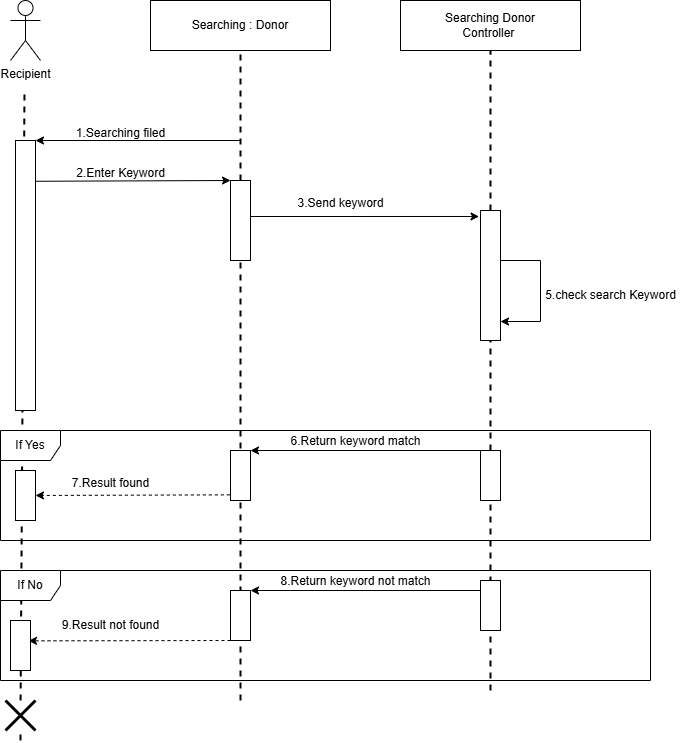 Searching : Donor
Searching Donor
Controller
Recipient
1.Searching filed
2.Enter Keyword
3.Send keyword
5.check search Keyword
If Yes
6.Return keyword match
7.Result found
If No
8.Return keyword not match
9.Result not found